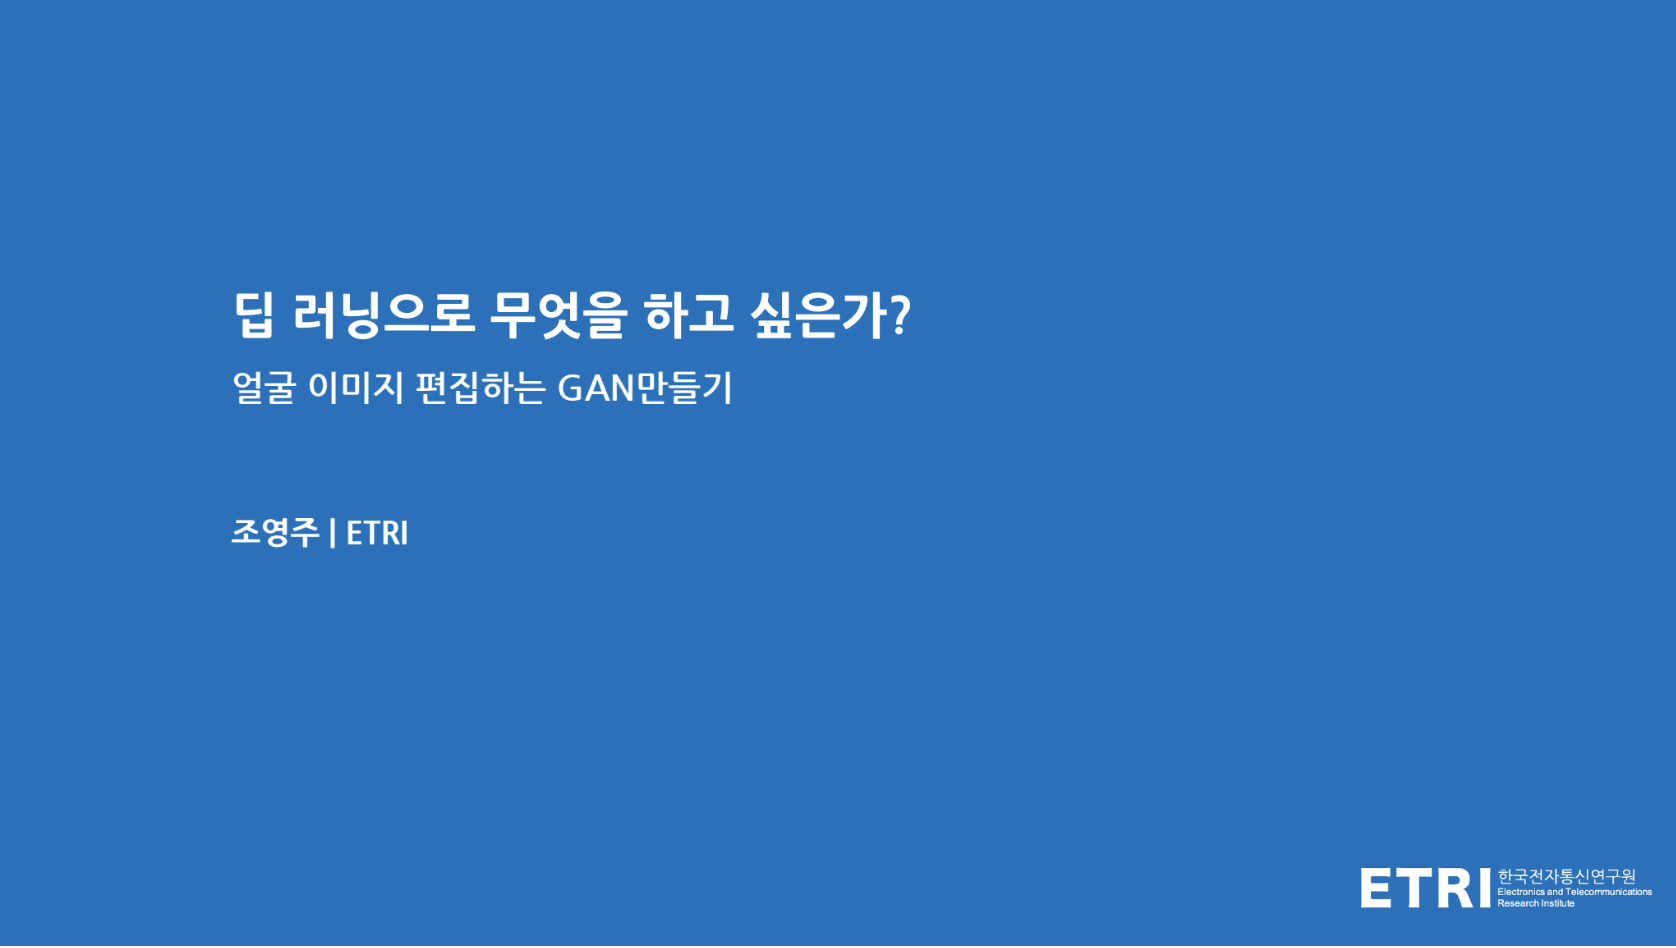 딥 러닝으로 무엇을 하고 싶은가?
얼굴 이미지 편집하는 GAN만들기
조영주 | ETRI
ETRI 한국전자통신연구원
Electronics and Telecommunications
Research Institute